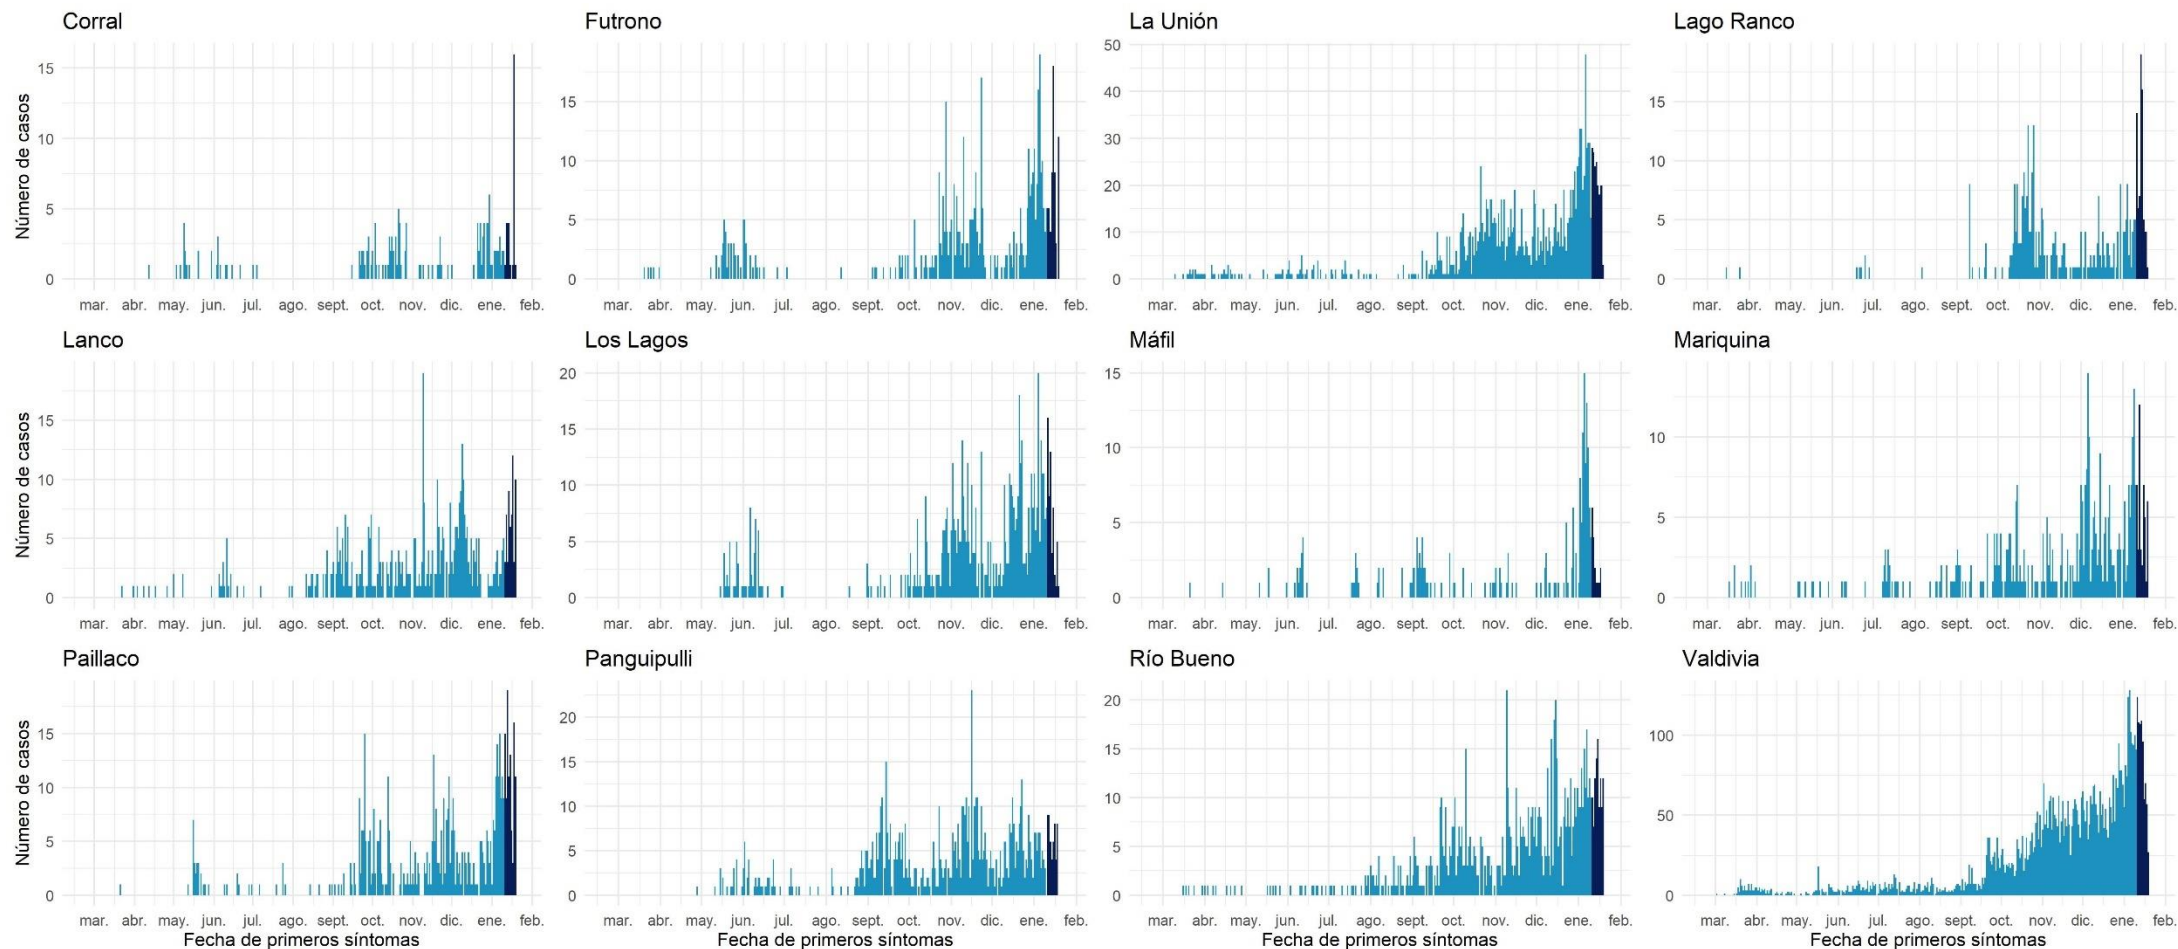 Corral
Número de casos
15
10
5
0
mar. abr. may. jun. jul. ago. sept. oct. nov. dic. ene. feb.
Futrono
15
10
5
0
mar. abr. may. jun. jul. ago. sept. oct. nov. dic. ene. feb.
La Unión
50
40
30
20
10
0
mar. abr. may. jun. jul. ago. sept. oct. nov. dic. ene. feb.
Lago Ranco
15
10
5
0
mar. abr. may. jun. jul. ago. sept. oct. nov. dic. ene. feb.
Lanco
Número de casos
15
10
5
0
mar. abr. may. jun. jul. ago. sept. oct. nov. dic. ene. feb.
Los Lagos
20
15
10
5
0
mar. abr. may. jun. jul. ago. sept. oct. nov. dic. ene. feb.
Máfil
15
10
5
0
mar. abr. may. jun. jul. ago. sept. oct. nov. dic. ene. feb.
Mariquina
10
5
0
mar. abr. may. jun. jul. ago. sept. oct. nov. dic. ene. feb.
Paillaco
Número de casos
15
10
5
0
mar. abr. may. jun. jul. ago. sept. oct. nov. dic. ene. feb.
Fecha de primeros síntomas
Panguipulli
20
15
10
5
0
mar. abr. may. jun. jul. ago. sept. oct. nov. dic. ene. feb.
Fecha de primeros síntomas
Río Bueno
20
15
10
5
0
mar. abr. may. jun. jul. ago. sept. oct. nov. dic. ene. feb.
Fecha de primeros síntomas
Valdivia
100
50
0
mar. abr. may. jun. jul. ago. sept. oct. nov. dic. ene. feb.
Fecha de primeros síntomas